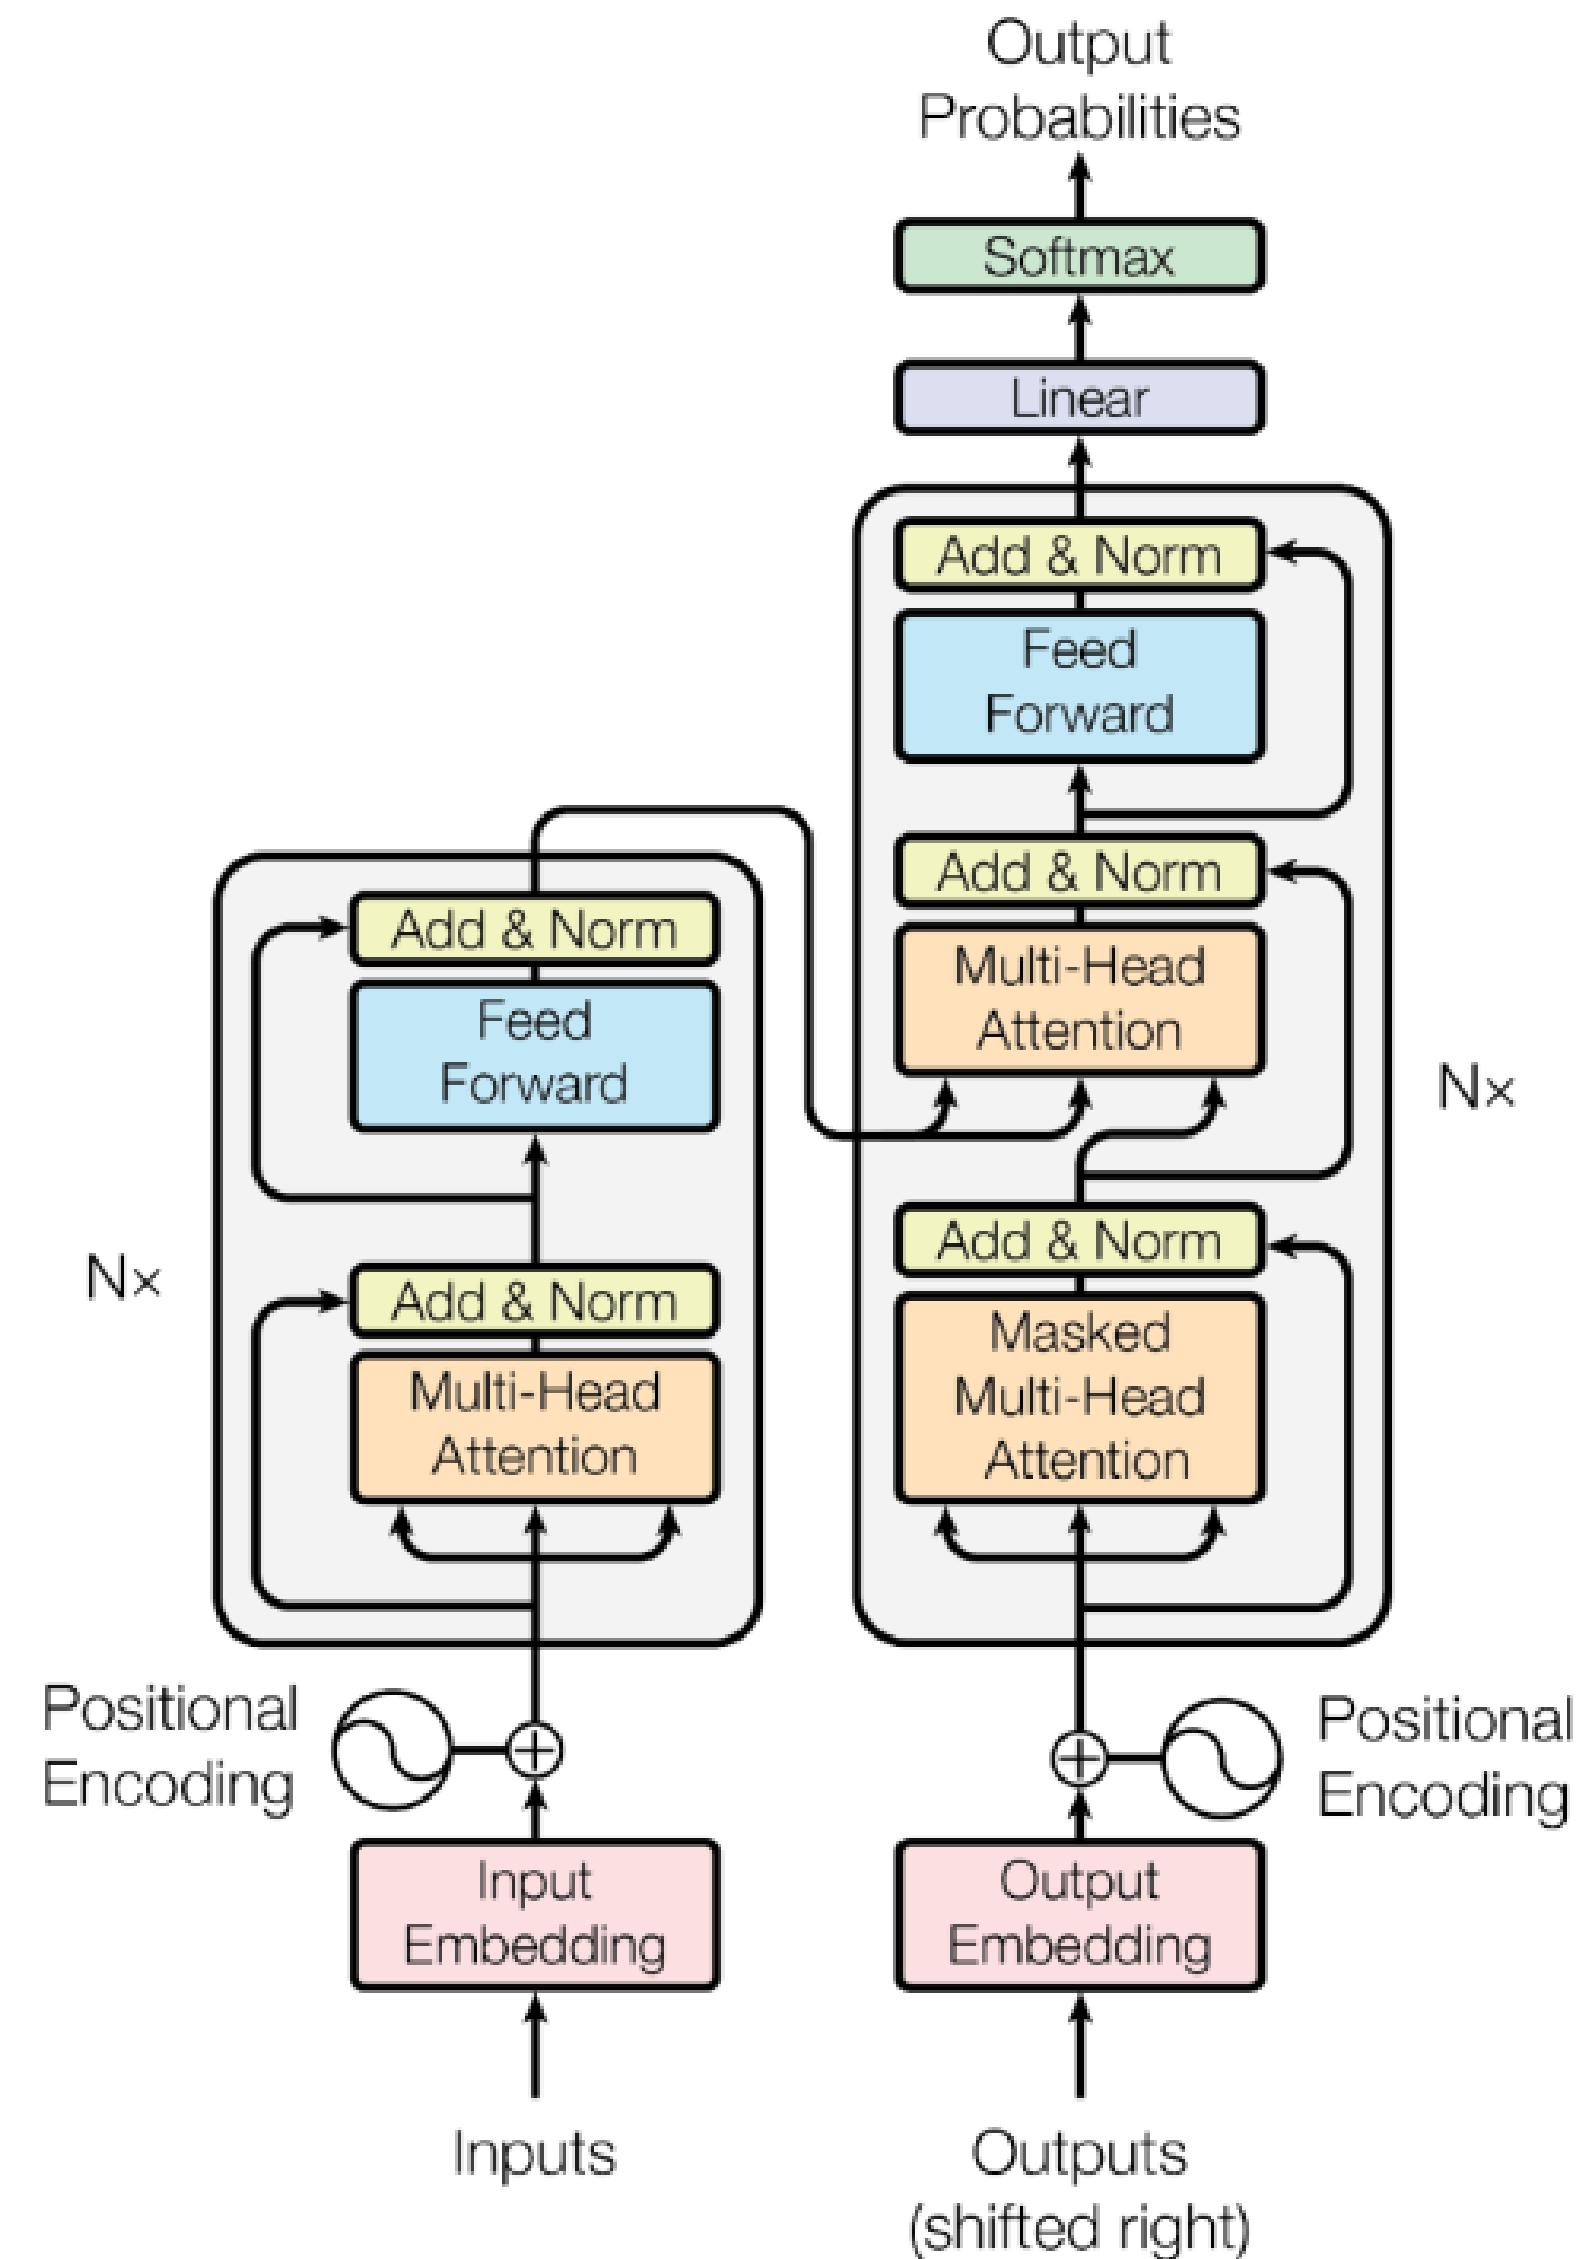 Output
Probabilities
Softmax
Linear
Add & Norm
Feed
Forward
Add & Norm
Multi-Head
Attention
Add & Norm
Masked
Multi-Head
Attention
Nx
Add & Norm
Feed
Forward
Add & Norm
Multi-Head
Attention
Nx
Positional
Encoding
Positional
Encoding
Input
Embedding
Output
Embedding
Inputs
Outputs
(shifted right)